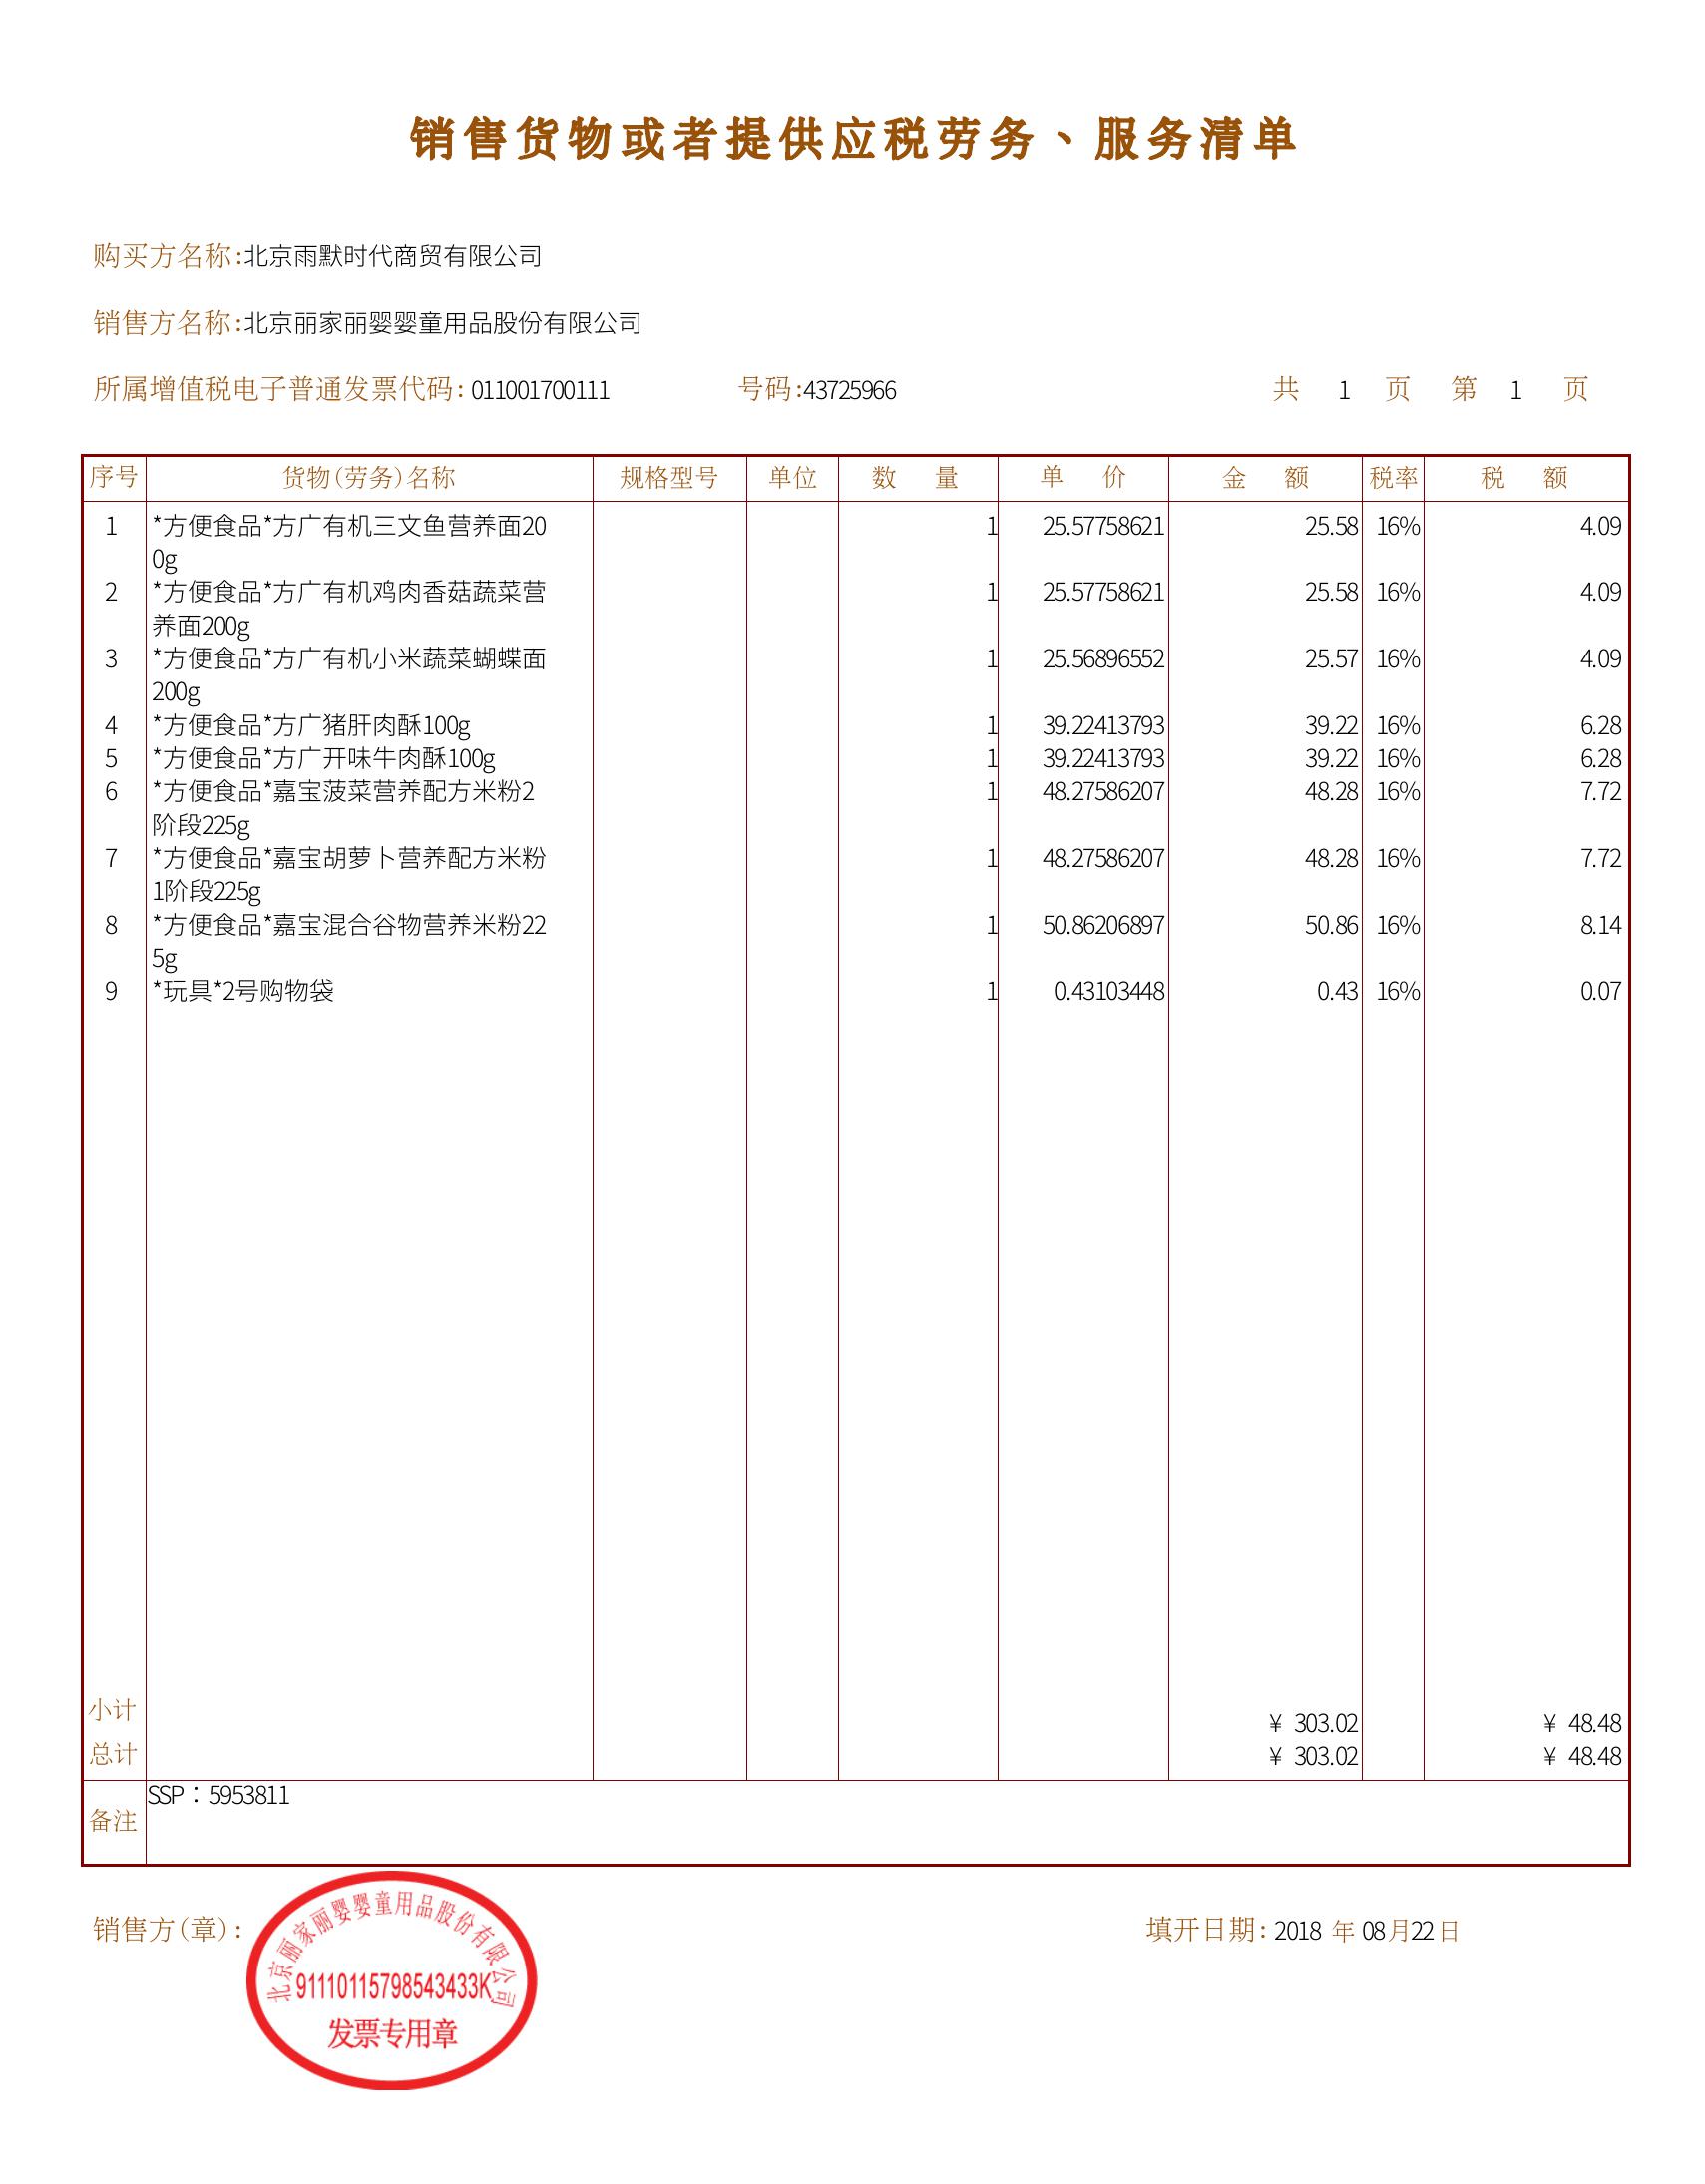 销售货物或者提供应税劳务、服务清单
购买方名称:北京雨默时代商贸有限公司
销售方名称:北京丽家丽婴婴童用品股份有限公司
所属增值税电子普通发票代码: 011001700111 号码:43725966 共 1 页 第 1 页
序号 货物(劳务)名称 规格型号 单位 数 量 单 价 金 额 税率 税 额
1 *方便食品*方广有机三文鱼营养面20 1 25.57758621 25.58 16% 4.09
0g
2 *方便食品*方广有机鸡肉香菇蔬菜营 1 25.57758621 25.58 16% 4.09
养面200g
3 *方便食品*方广有机小米蔬菜蝴蝶面 1 25.56896552 25.57 16% 4.09
200g
4 *方便食品*方广猪肝肉酥100g 1 39.22413793 39.22 16% 6.28
5 *方便食品*方广开味牛肉酥100g 1 39.22413793 39.22 16% 6.28
6 *方便食品*嘉宝菠菜营养配方米粉2 1 48.27586207 48.28 16% 7.72
阶段225g
7 *方便食品*嘉宝胡萝卜营养配方米粉 1 48.27586207 48.28 16% 7.72
1阶段225g
8 *方便食品*嘉宝混合谷物营养米粉22 1 50.86206897 50.86 16% 8.14
5g
9 *玩具*2号购物袋 1 0.43103448 0.43 16% 0.07
小计 ¥ 303.02 ¥ 48.48
总计 ¥ 303.02 ¥ 48.48
备注 SSP：5953811
销售方(章): 填开日期: 2018 年 08月22日
北京丽家丽婴婴童用品股份有限公司
91110115798543433K
发票专用章